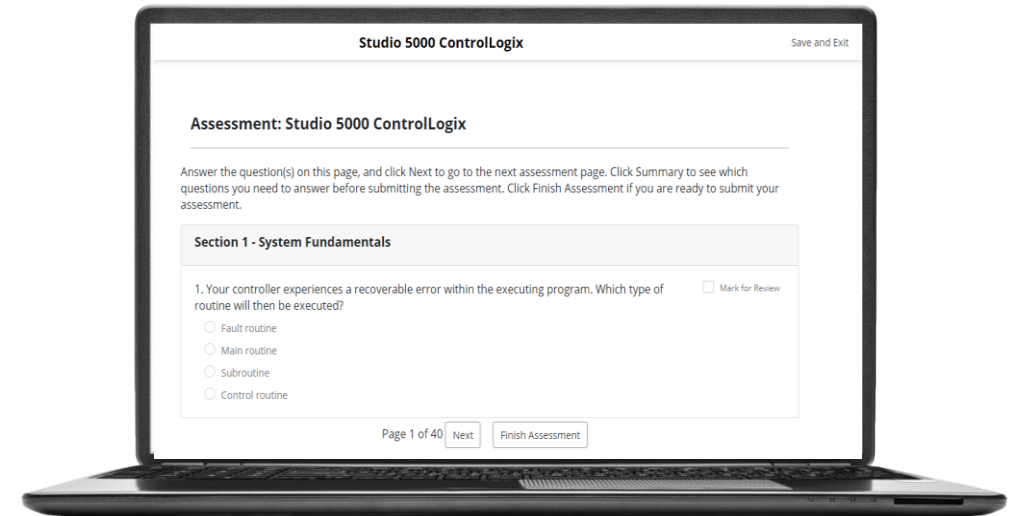 Studio 5000 ControlLogix
Save and Exit
Assessment: Studio 5000 ControlLogix
Answer the question(s) on this page, and click Next to go to the next assessment page. Click Summary to see which
questions you need to answer before submitting the assessment. Click Finish Assessment if you are ready to submit your
assessment.
Section 1 - System Fundamentals
1. Your controller experiences a recoverable error within the executing program. Which type of
routine will then be executed?
Mark for Review
Fault routine
Main routine
Subroutine
Control routine
Page 1 of 40
Next
Finish Assessment